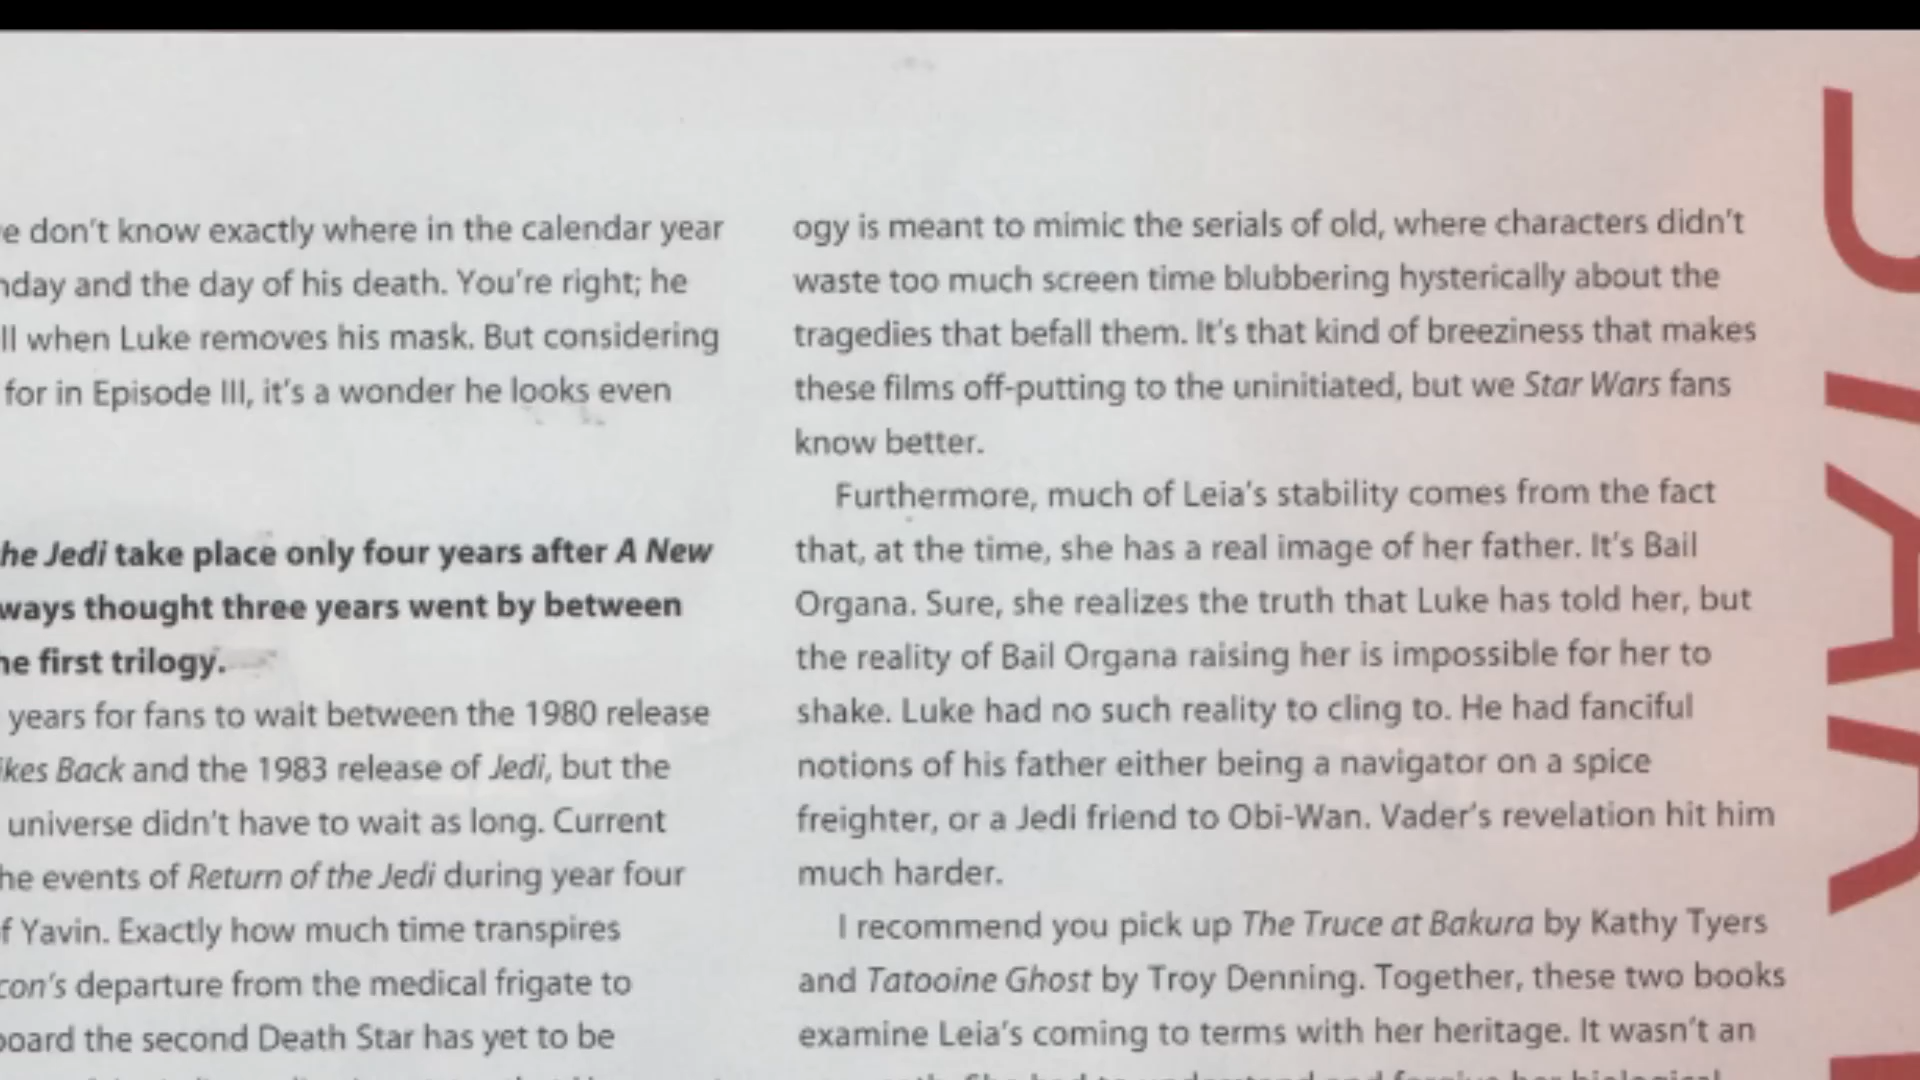 e don't know exactly where in the calendar year
nday and the day of his death. You're right; he
ll when Luke removes his mask. But considering
for in Episode III, it's a wonder he looks even
he Jedi take place only four years after A New
ways thought three years went by between
he first trilogy.
years for fans to wait between the 1980 release
ikes Back and the 1983 release of Jedi, but the
universe didn't have to wait as long. Current
he events of Return of the Jedi during year four
f Yavin. Exactly how much time transpires
con's departure from the medical frigate to
board the second Death Star has yet to be
ogy is meant to mimic the serials of old, where characters didn't
waste too much screen time blubbering hysterically about the
tragedies that befall them. It's that kind of breeziness that makes
these films off-putting to the uninitiated, but we Star Wars fans
know better.
Furthermore, much of Leia's stability comes from the fact
that, at the time, she has a real image of her father. It's Bail
Organa. Sure, she realizes the truth that Luke has told her, but
the reality of Bail Organa raising her is impossible for her to
shake. Luke had no such reality to cling to. He had fanciful
notions of his father either being a navigator on a spice
freighter, or a Jedi friend to Obi-Wan. Vader's revelation hit him
much harder.
I recommend you pick up The Truce at Bakura by Kathy Tyers
and Tatooine Ghost by Troy Denning. Together, these two books
examine Leia's coming to terms with her heritage. It wasn't an
She had to understand and forgive her biological